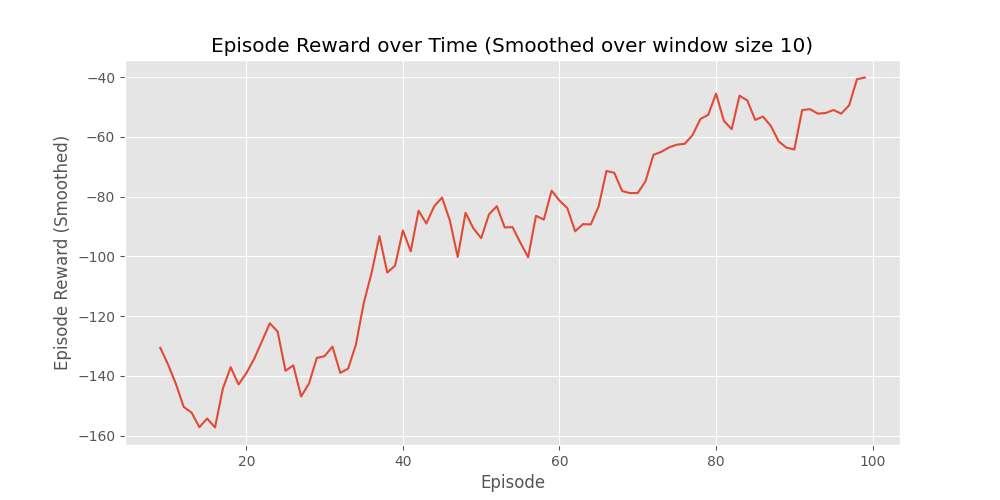 Episode Reward over Time (Smoothed over window size 10)
Episode Reward (Smoothed)
−40
−60
−80
−100
−120
−140
−160
20 40 60 80 100
Episode